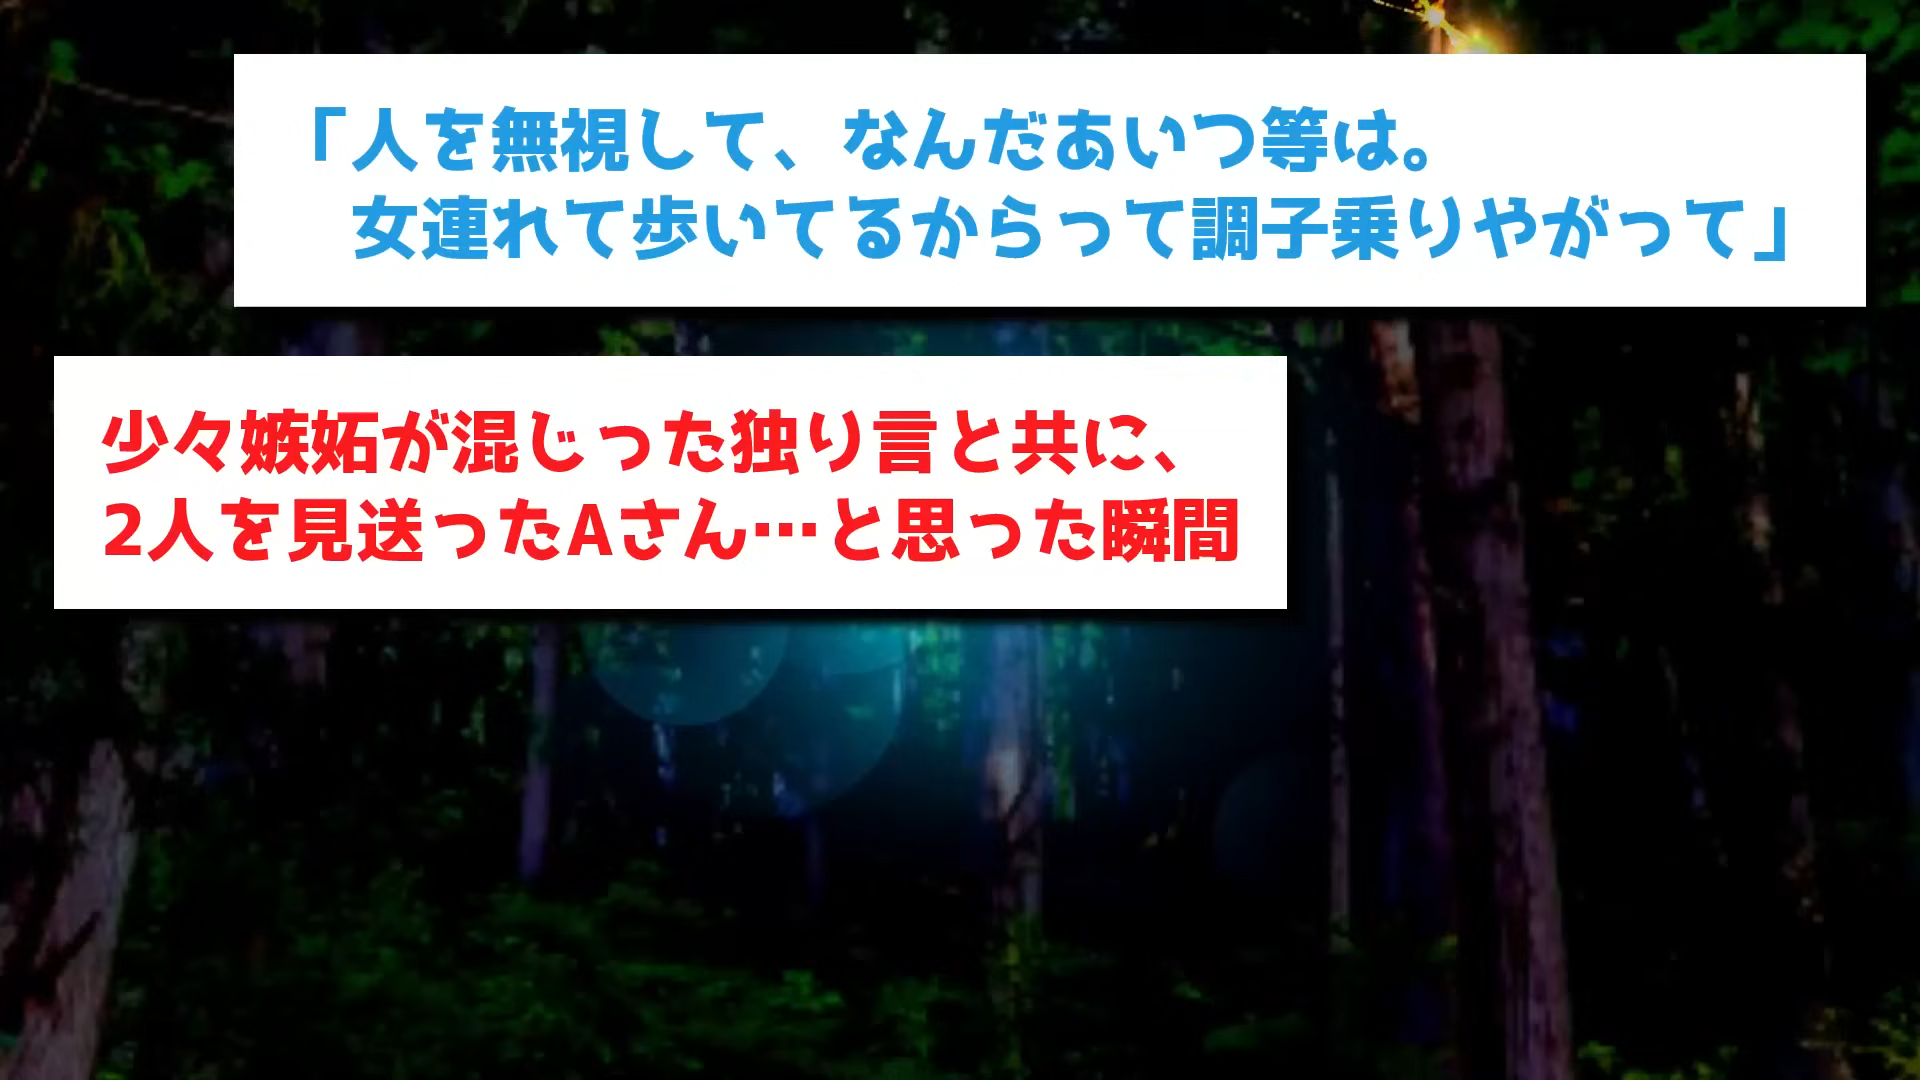 「人を無視して、なんだあいつ等は。
女連れて歩いてるからって調子乗りやがって」
少々嫉妬が混じった独り言と共に、
2人を見送ったAさん…と思った瞬間